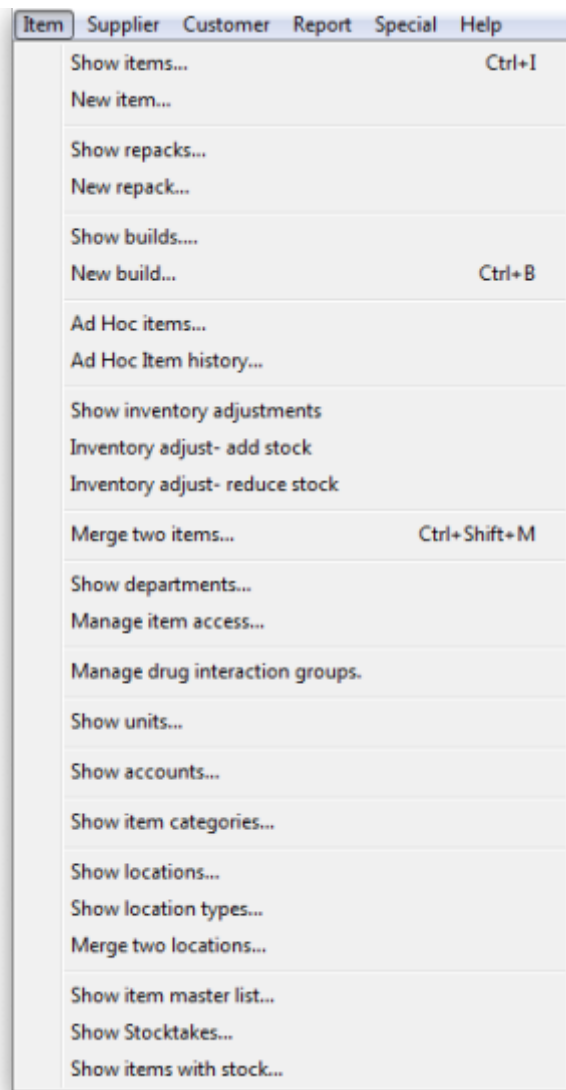 Item Supplier Customer Report Special Help
Show items... Ctrl+I
New item...
Show repacks...
New repack...
Show builds....
New build... Ctrl+B
Ad Hoc items...
Ad Hoc Item history...
Show inventory adjustments
Inventory adjust- add stock
Inventory adjust- reduce stock
Merge two items... Ctrl+Shift+M
Show departments...
Manage item access...
Manage drug interaction groups.
Show units...
Show accounts...
Show item categories...
Show locations...
Show location types...
Merge two locations...
Show item master list...
Show Stocktakes...
Show items with stock...